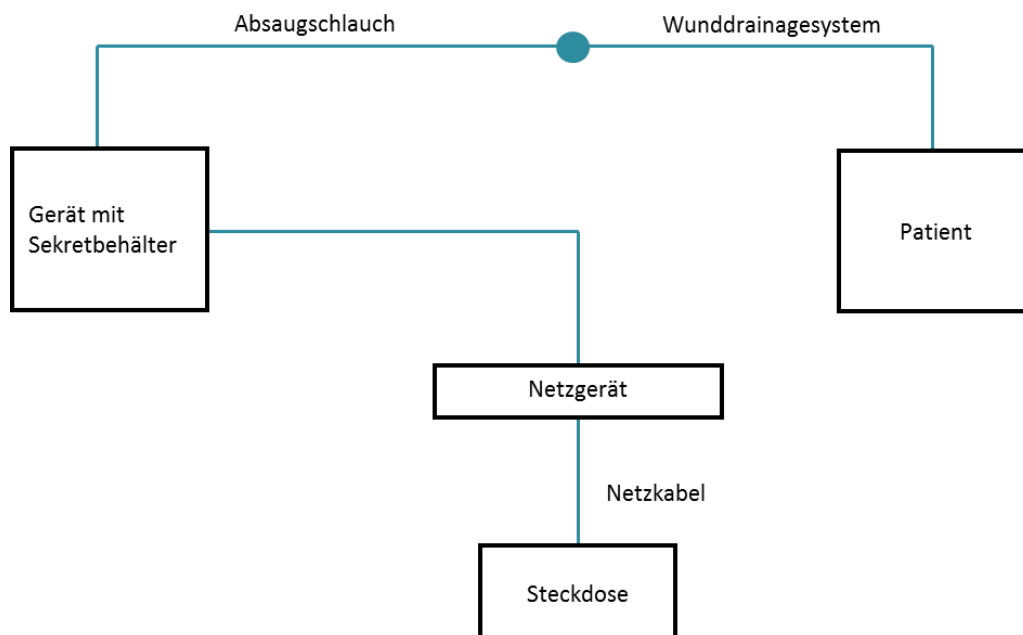 Absaugschlauch
Wunddrainagesystem
Gerät mit
Sekretbehälter
Patient
Netzgerät
Netzkabel
Steckdose